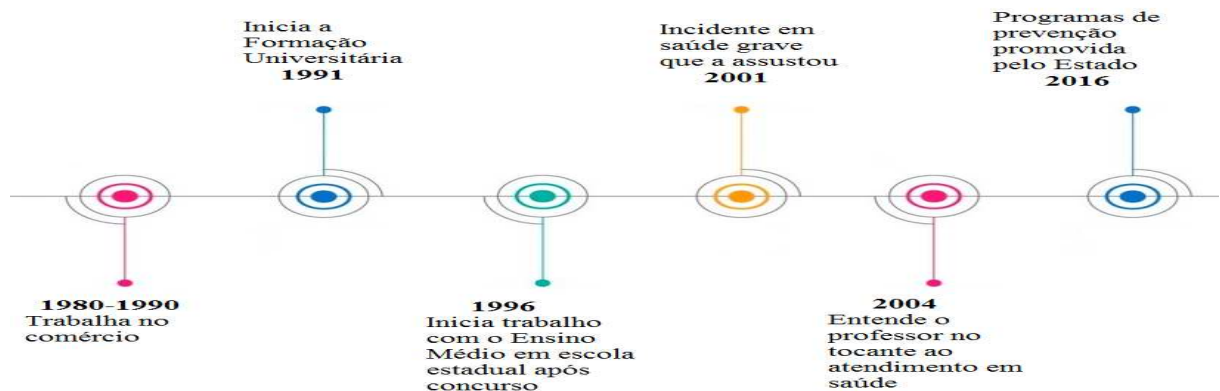 Inicia a
Formação
Universitária
1991
Incidente em
saúde grave
que a assustou
2001
Programas de
prevenção
promovida
pelo Estado
2016
1980-1990
Trabalha no
comércio
1996
Inicia trabalho
com o Ensino
Médio em escola
estadual após
concurso
2004
Entende o
professor no
tocante ao
atendimento em
saúde